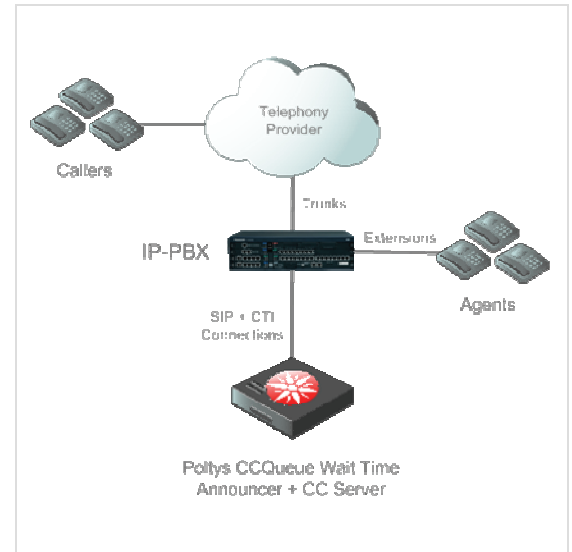 Telephony
Provider
Callers
Trunks
IP-PBX
Extensions
Agents
SIP + CTI
Connections
Poltys CCQueue Wait Time
Announcer + CC Server